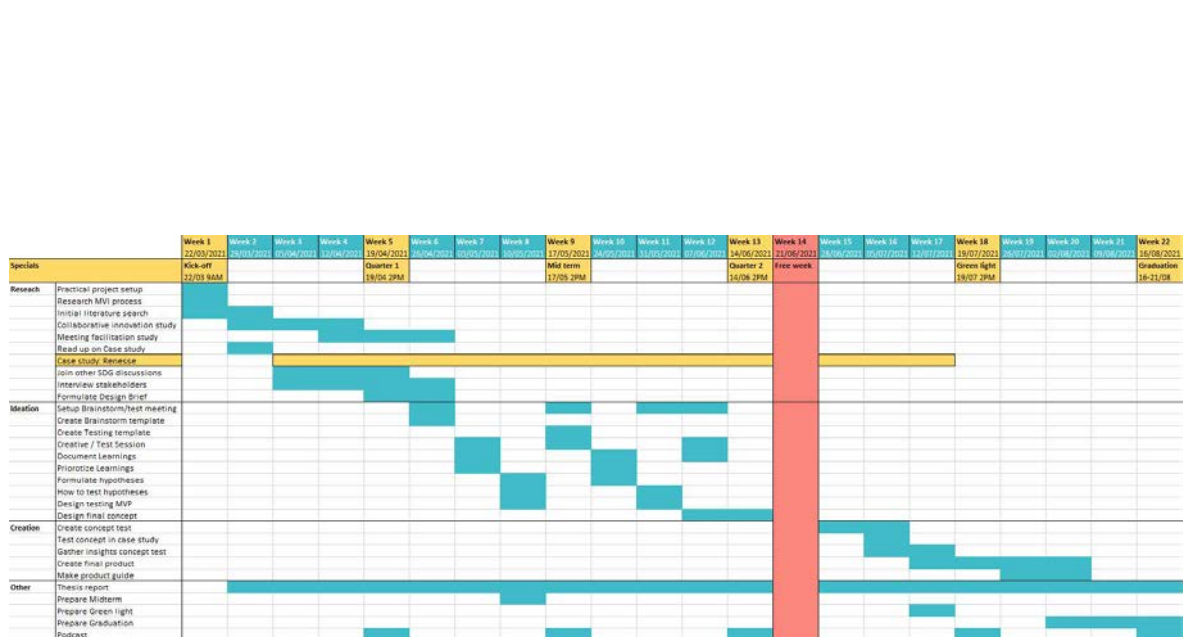 Week 1 Week 2 Week 3 Week 4 Week 5 Week 6 Week 7 Week 8 Week 9 Week 10 Week 11 Week 12 Week 13 Week 14 Week 15 Week 16 Week 17 Week 18 Week 19 Week 20 Week 21 Week 22
22/03/2021 29/03/2021 05/04/2021 12/04/2021 19/04/2021 26/04/2021 03/05/2021 10/05/2021 17/05/2021 24/05/2021 31/05/2021 07/06/2021 14/06/2021 21/06/2021 28/06/2021 05/07/2021 12/07/2021 19/07/2021 26/07/2021 02/08/2021 09/08/2021 16/08/2021
Specials Kick-off Quarter 1 Mid term Quarter 2 Free week Green light Graduation
22/03 9AM 19/04 2PM 17/05 2PM 14/06 2PM 19/07 2PM 16-21/08
Reseach Practical project setup
Research MVI process
Initial literature search
Collaborative innovation study
Meeting facilitation study
Read up on Case study
Case study: Renesse
Join other SDG discussions
Interview stakeholders
Formulate Design Brief
Ideation Setup Brainstorm/test meeting
Create Brainstorm template
Create Testing template
Creative / Test Session
Document Learnings
Priorotize Learnings
Formulate hypotheses
How to test hypotheses
Design testing MVP
Design final concept
Creation Create concept test
Test concept in case study
Gather insights concept test
Create final product
Make product guide
Other Thesis report
Prepare Midterm
Prepare Green light
Prepare Graduation
Podcast